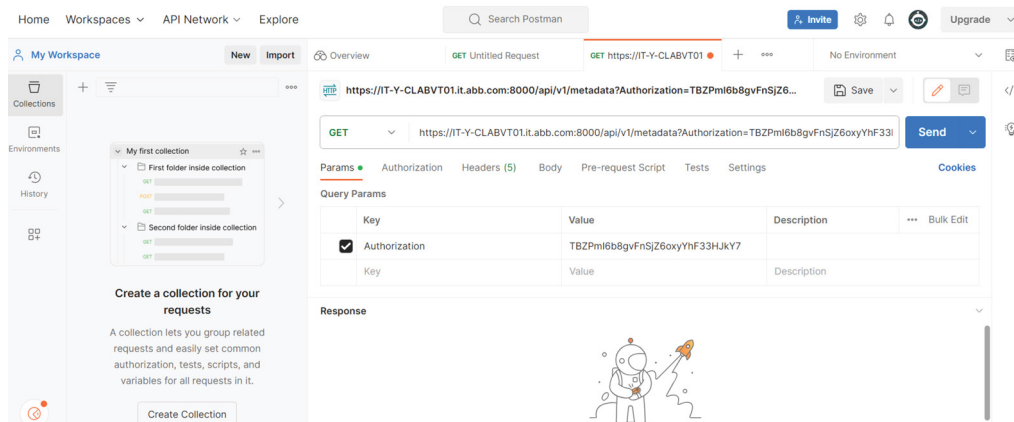 Home Workspaces API Network Explore Search Postman Invite Upgrade
My Workspace New Import Overview GET Untitled Request GET https://IT-Y-CLABVT01 No Environment
Collections
Environments
History
My first collection
First folder inside collection
GET
POST
GET
Second folder inside collection
GET
GET
Create a collection for your
requests
A collection lets you group related
requests and easily set common
authorization, tests, scripts, and
variables for all requests in it.
Create Collection
HTTP https://IT-Y-CLABVT01.it.abb.com:8000/api/v1/metadata?Authorization=TBZPmI6b8gvFnSjZ6... Save
GET https://IT-Y-CLABVT01.it.abb.com:8000/api/v1/metadata?Authorization=TBZPmI6b8gvFnSjZ6oxyYhF33 Send
Params Authorization Headers (5) Body Pre-request Script Tests Settings Cookies
Query Params
Key Value Description Bulk Edit
Authorization TBZPmI6b8gvFnSjZ6oxyYhF33HJkY7
Key Value Description
Response